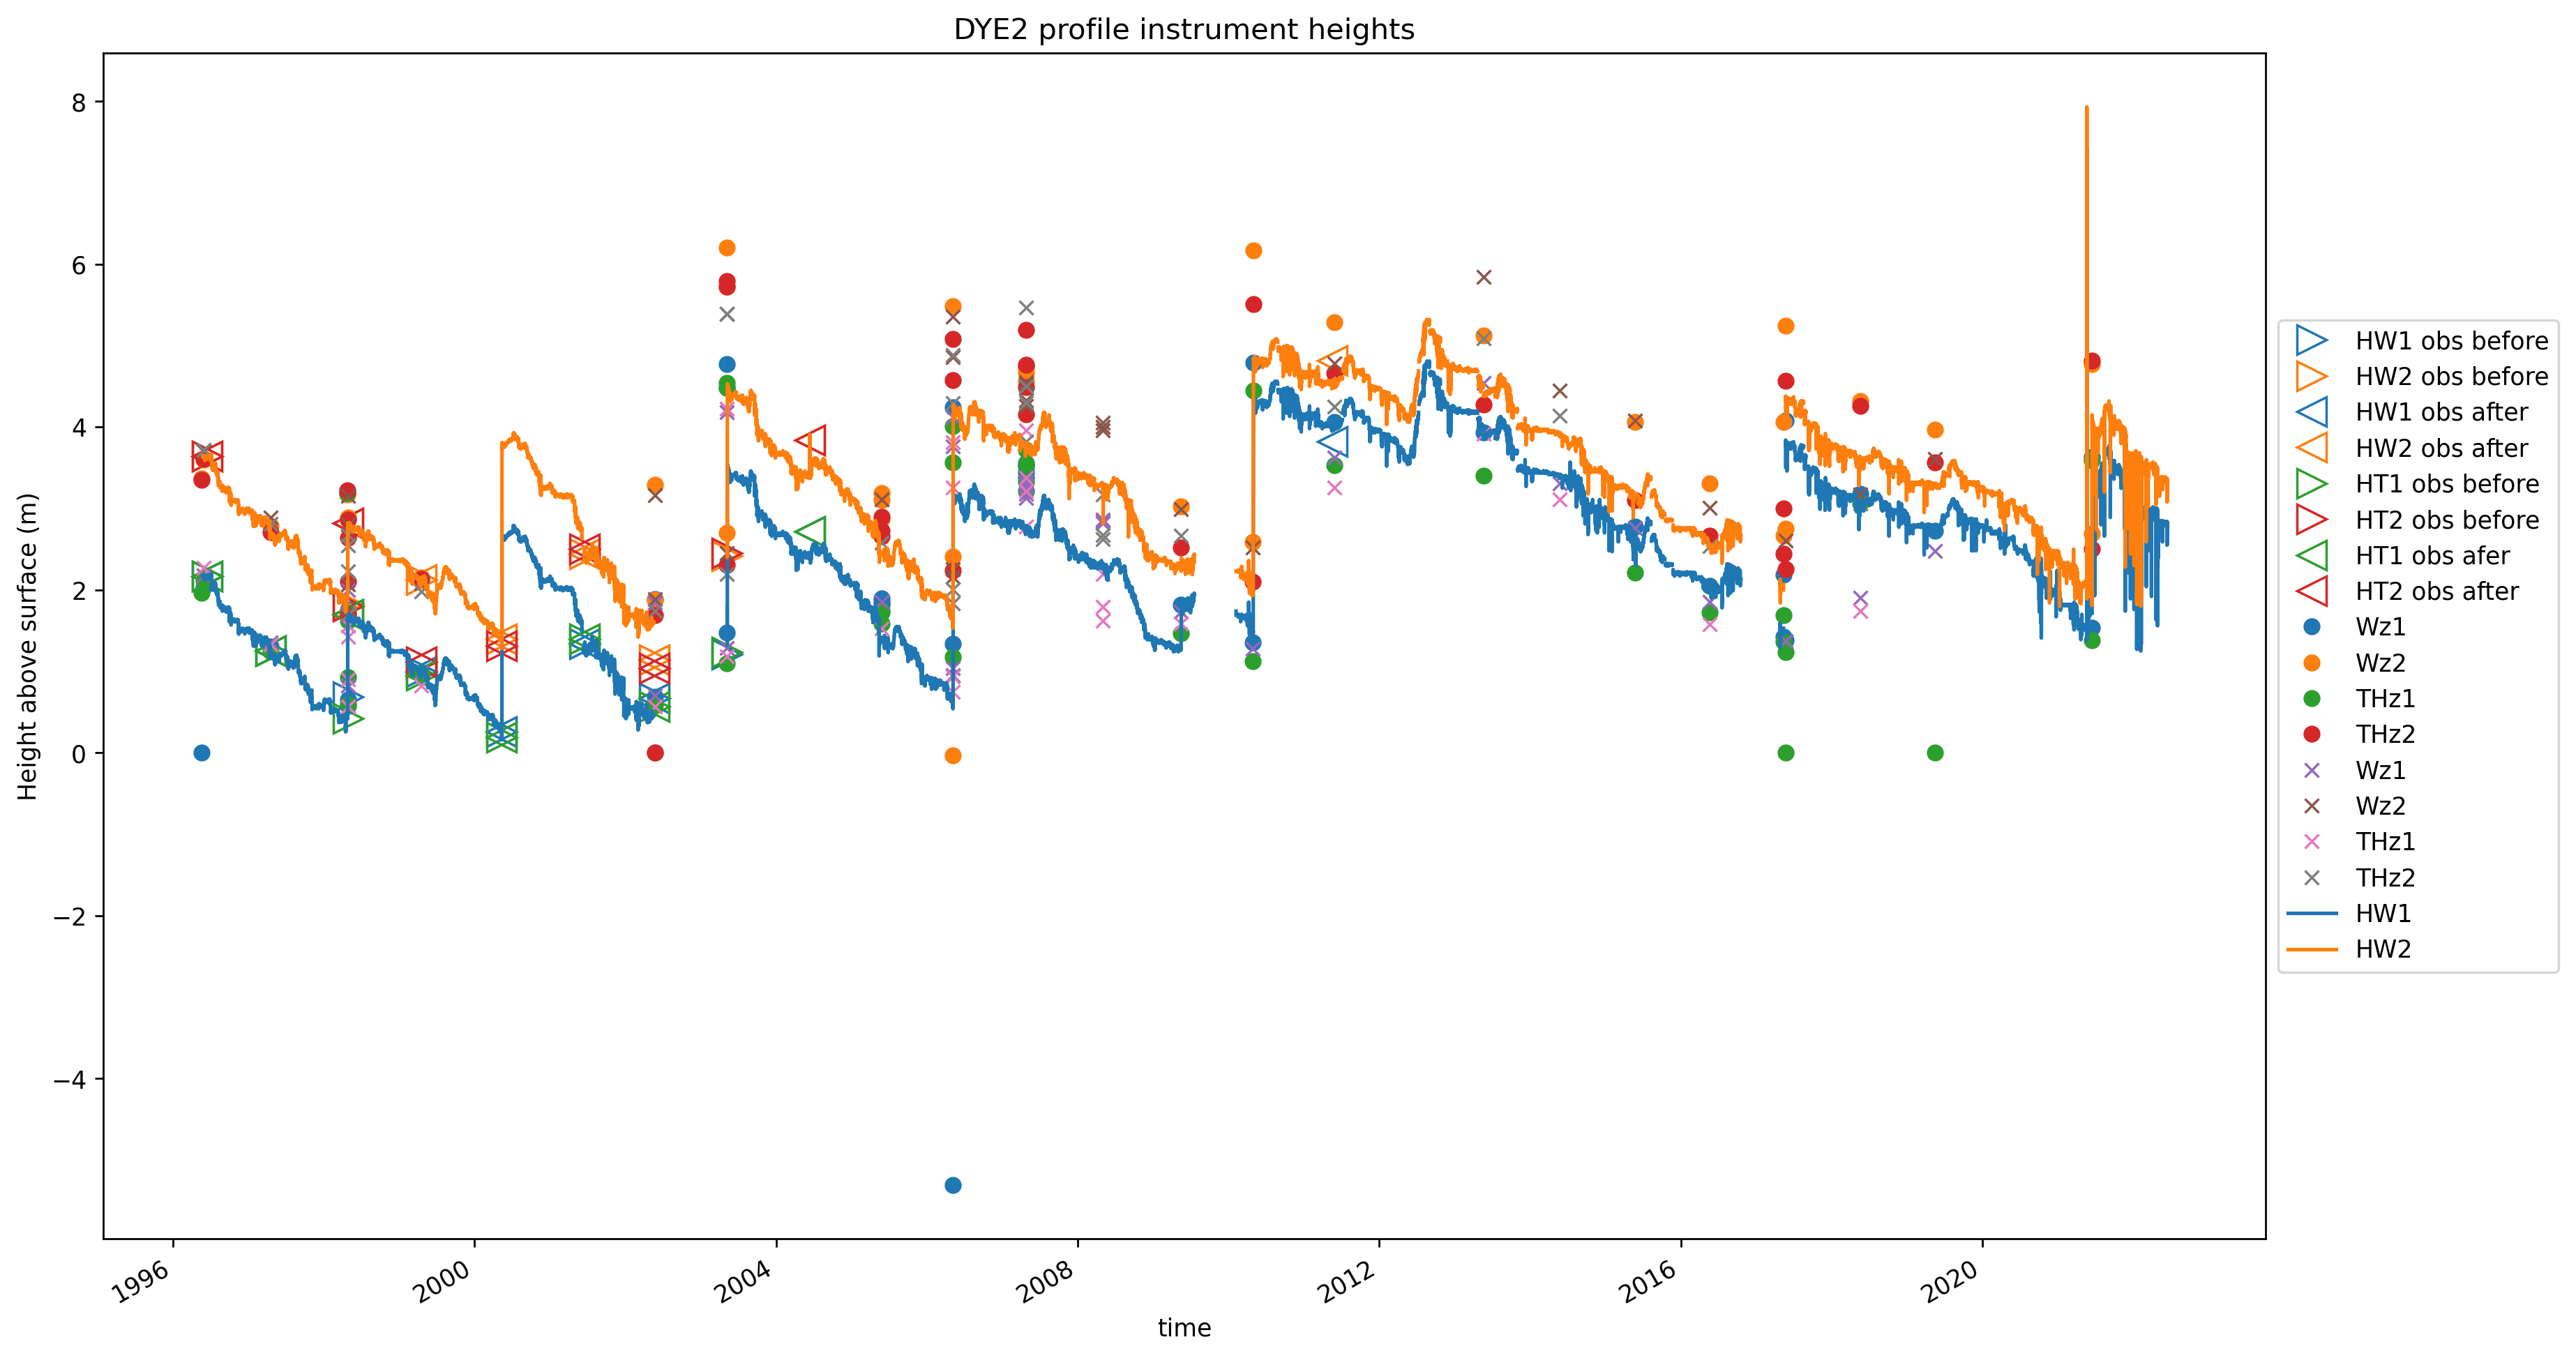 DYE2 profile instrument heights
Height above surface (m)
8
6
4
2
0
−2
−4
1996
2000
2004
2008
2012
2016
2020
time
HW1 obs before
HW2 obs before
HW1 obs after
HW2 obs after
HT1 obs before
HT2 obs before
HT1 obs afer
HT2 obs after
Wz1
Wz2
THz1
THz2
Wz1
Wz2
THz1
THz2
HW1
HW2